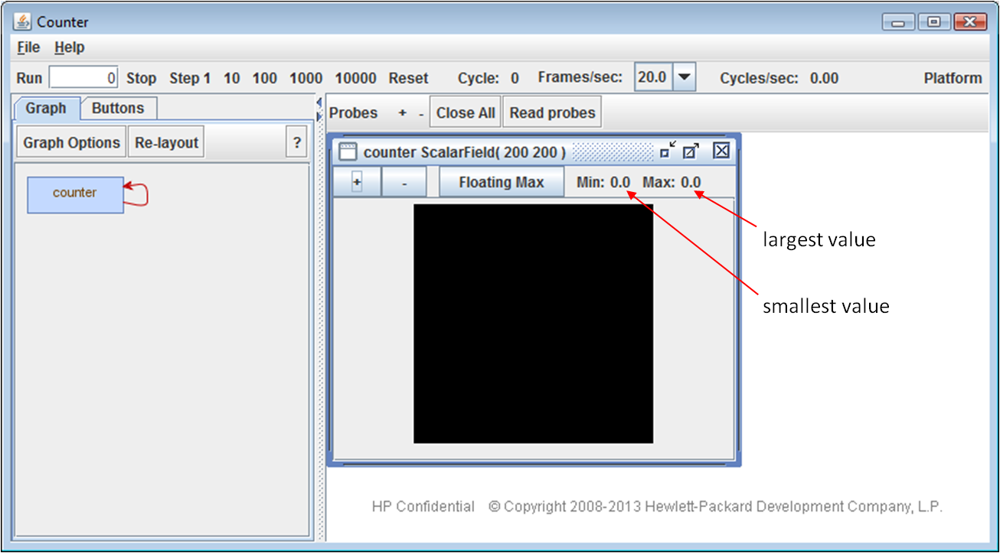 Counter
File Help
Run 0 Stop Step 1 10 100 1000 10000 Reset Cycle: 0 Frames/sec: 20.0 Cycles/sec: 0.00 Platform
Graph Buttons
Probes + - Close All Read probes
Graph Options Re-layout ?
counter ScalarField( 200 200 )
+ - Floating Max Min: 0.0 Max: 0.0
counter
largest value
smallest value
HP Confidential © Copyright 2008-2013 Hewlett-Packard Development Company, L.P.